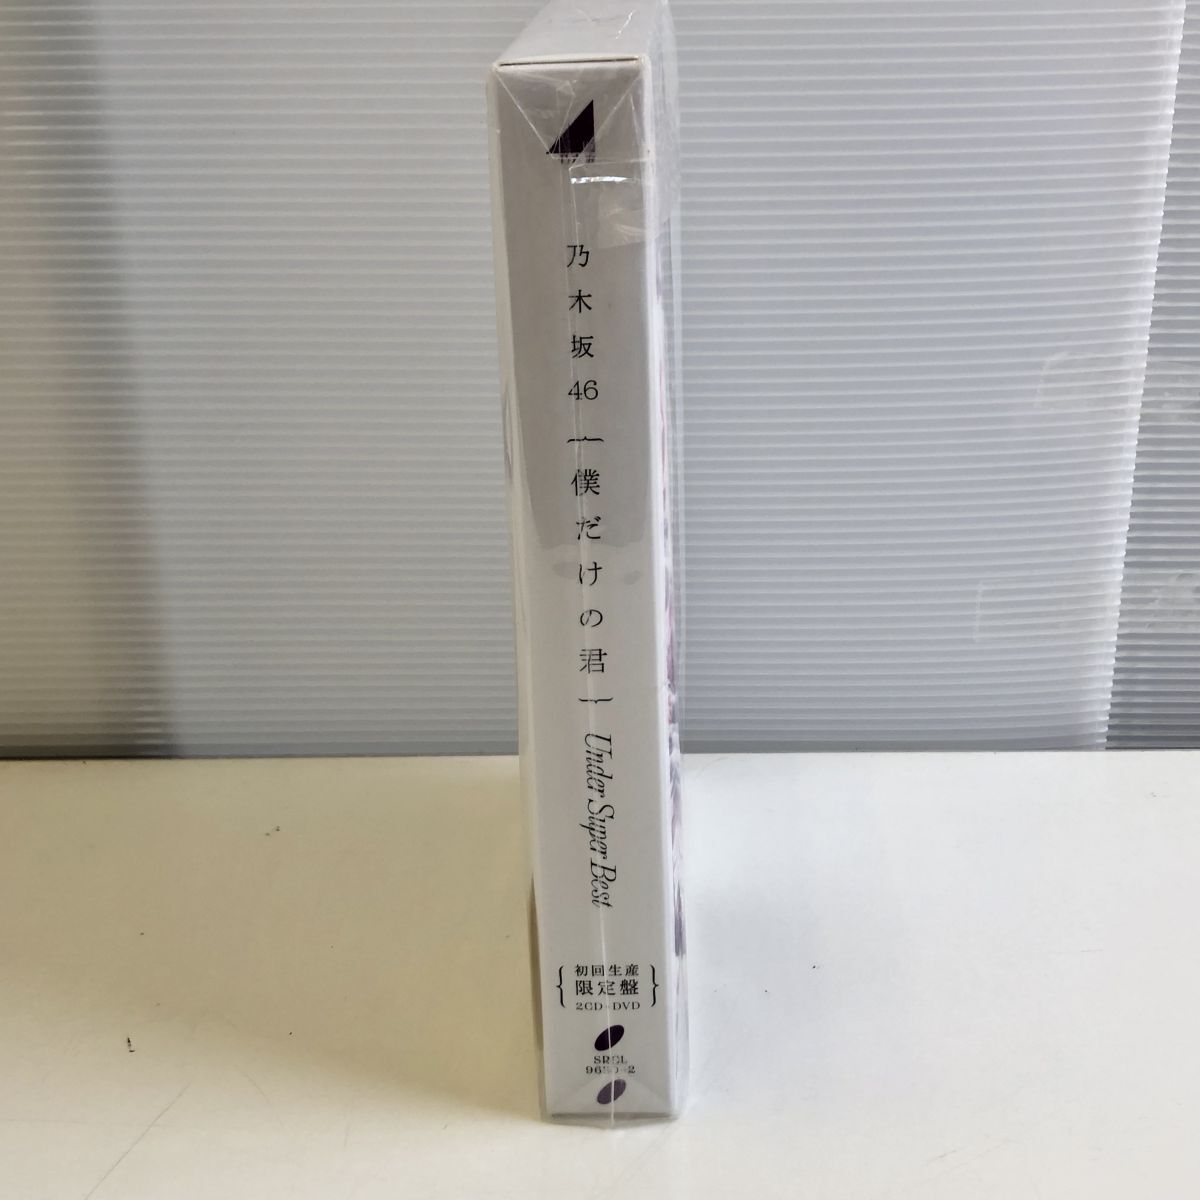 乃木坂46
{僕だけの君}
Under Super Best
初回生産
限定盤
2CD+DVD
SRCL